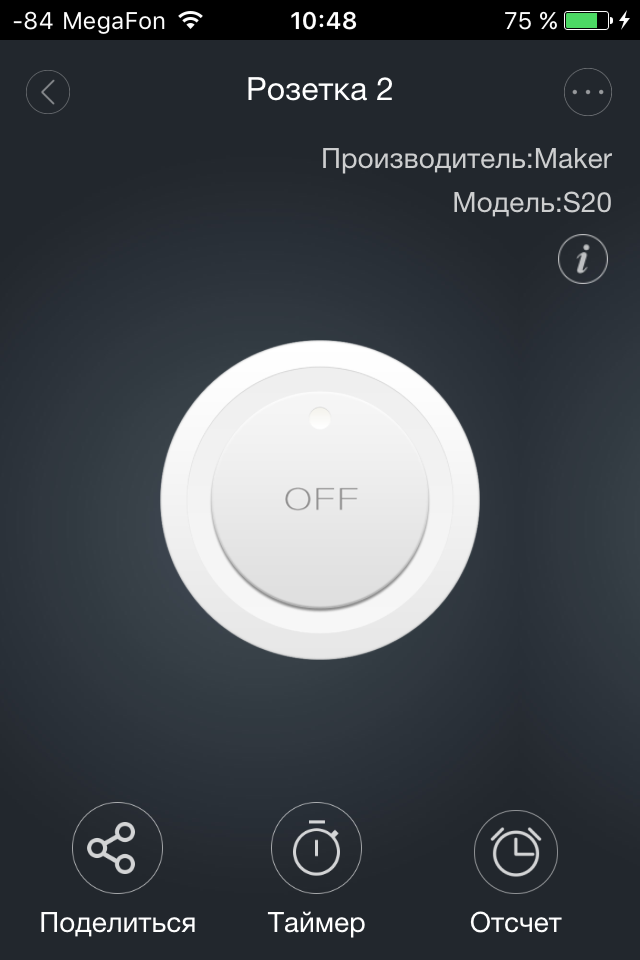 -84 MegaFon 10:48 75 %
Розетка 2
Производитель:Maker
Модель:S20
i
OFF
Поделиться Таймер Отсчет